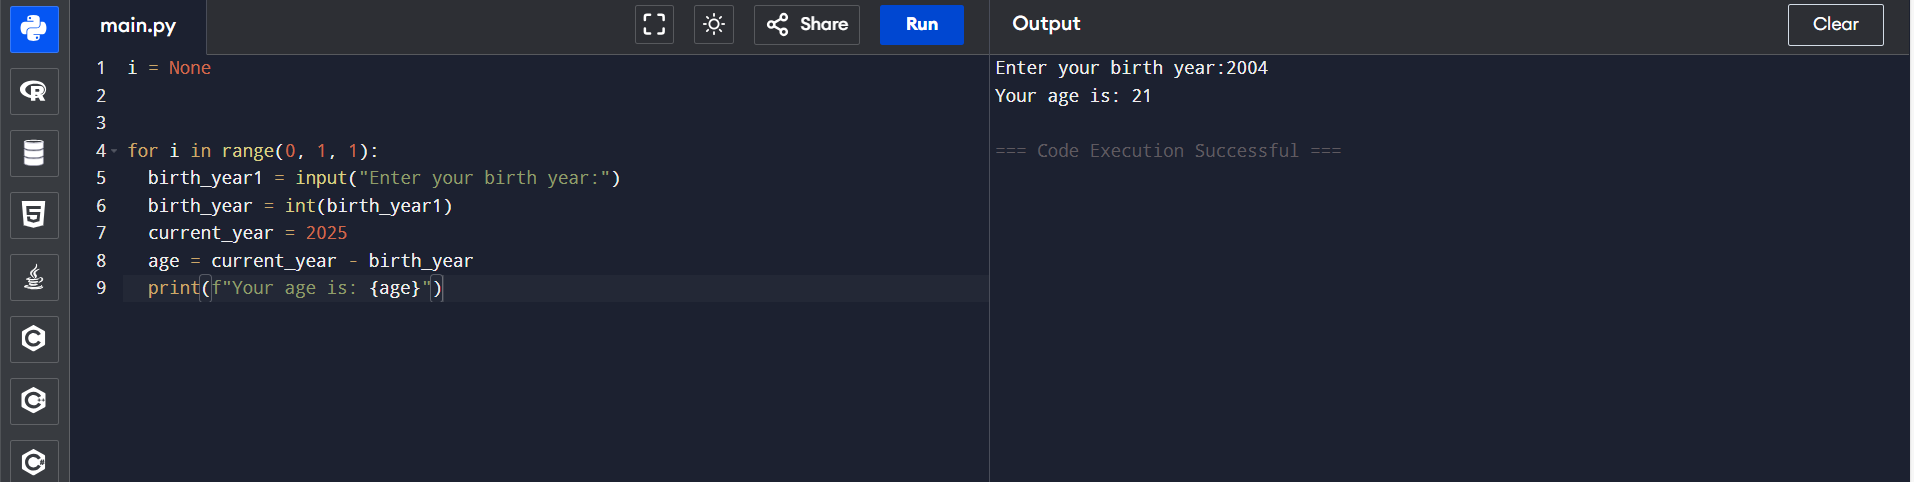 main.py
Share
Run
Output
Clear
1 i = None
2
3
4 for i in range(0, 1, 1):
5   birth_year1 = input("Enter your birth year:")
6   birth_year = int(birth_year1)
7   current_year = 2025
8   age = current_year - birth_year
9   print(f"Your age is: {age}")
Enter your birth year:2004
Your age is: 21
=== Code Execution Successful ===